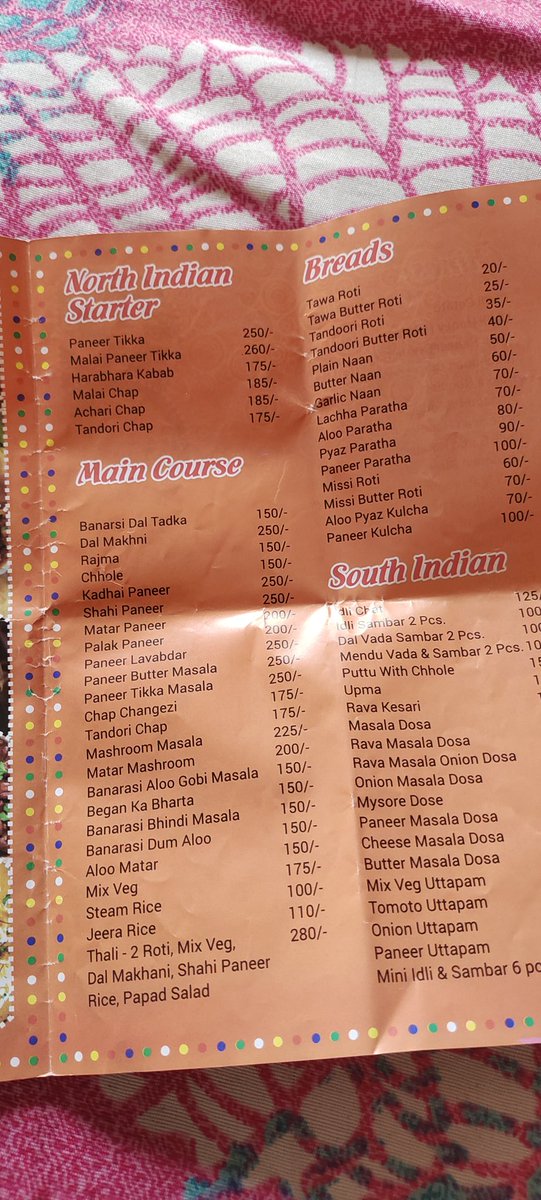 North Indian
Starter
Paneer Tikka 250/-
Malai Paneer Tikka 260/-
Harabhara Kabab 175/-
Malai Chap 185/-
Achari Chap 185/-
Tandori Chap 175/-
Main Course
Banarsi Dal Tadka 150/-
Dal Makhni 250/-
Rajma 150/-
Chhole 150/-
Kadhai Paneer 250/-
Shahi Paneer 250/-
Matar Paneer 200/-
Palak Paneer 200/-
Paneer Lavabdar 250/-
Paneer Butter Masala 250/-
Paneer Tikka Masala 250/-
Chap Changezi 175/-
Tandori Chap 175/-
Mashroom Masala 225/-
Matar Mashroom 200/-
Banarasi Aloo Gobi Masala 150/-
Began Ka Bharta 150/-
Banarasi Bhindi Masala 150/-
Banarasi Dum Aloo 150/-
Aloo Matar 150/-
Mix Veg 175/-
Steam Rice 100/-
Jeera Rice 110/-
Thali - 2 Roti, Mix Veg, 280/-
Dal Makhani, Shahi Paneer
Rice, Papad Salad
Breads
Tawa Roti 20/-
Tawa Butter Roti 25/-
Tandoori Roti 35/-
Tandoori Butter Roti 40/-
Plain Naan 50/-
Butter Naan 60/-
Garlic Naan 70/-
Lachha Paratha 70/-
Aloo Paratha 80/-
Pyaz Paratha 90/-
Paneer Paratha 100/-
Missi Roti 60/-
Missi Butter Roti 70/-
Aloo Pyaz Kulcha 70/-
Paneer Kulcha 100/-
South Indian
Idli Chat 125/
Idli Sambar 2 Pcs. 100
Dal Vada Sambar 2 Pcs.
Mendu Vada & Sambar 2 Pcs.
Puttu With Chhole
Upma
Rava Kesari
Masala Dosa
Rava Masala Dosa
Rava Masala Onion Dosa
Onion Masala Dosa
Mysore Dose
Paneer Masala Dosa
Cheese Masala Dosa
Butter Masala Dosa
Mix Veg Uttapam
Tomoto Uttapam
Onion Uttapam
Paneer Uttapam
Mini Idli & Sambar 6 pc